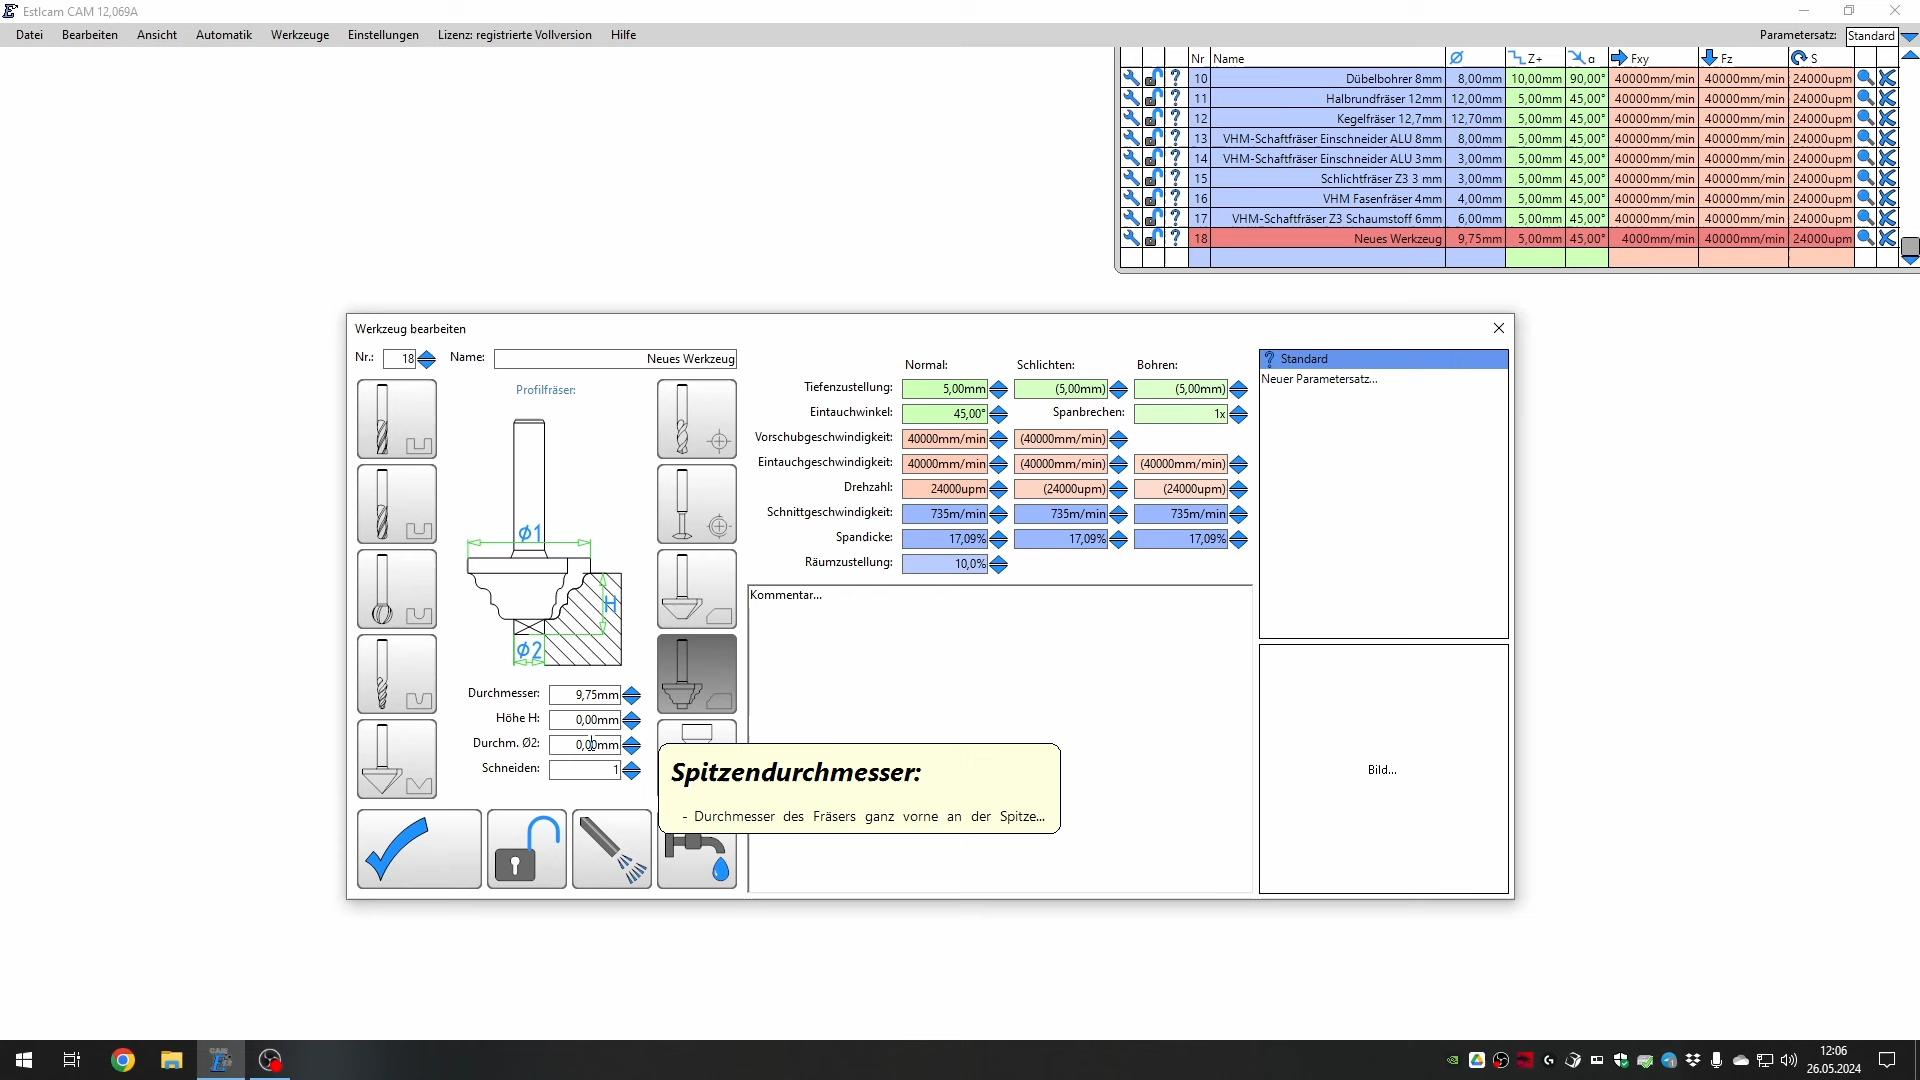 Estlcam CAM 12,069A
Datei Bearbeiten Ansicht Automatik Werkzeuge Einstellungen Lizenz: registrierte Vollversion Hilfe Parametersatz: Standard
Nr Name Ø Z+ α Fxy Fz S
? 10 Dübelbohrer 8mm 8,00mm 10,00mm 90,00° 40000mm/min 40000mm/min 24000upm
? 11 Halbrundfräser 12mm 12,00mm 5,00mm 45,00° 40000mm/min 40000mm/min 24000upm
? 12 Kegelfräser 12,7mm 12,70mm 5,00mm 45,00° 40000mm/min 40000mm/min 24000upm
? 13 VHM-Schaftfräser Einschneider ALU 8mm 8,00mm 5,00mm 45,00° 40000mm/min 40000mm/min 24000upm
? 14 VHM-Schaftfräser Einschneider ALU 3mm 3,00mm 5,00mm 45,00° 40000mm/min 40000mm/min 24000upm
? 15 Schlichtfräser Z3 3 mm 3,00mm 5,00mm 45,00° 40000mm/min 40000mm/min 24000upm
? 16 VHM Fasenfräser 4mm 4,00mm 5,00mm 45,00° 40000mm/min 40000mm/min 24000upm
? 17 VHM-Schaftfräser Z3 Schaumstoff 6mm 6,00mm 5,00mm 45,00° 40000mm/min 40000mm/min 24000upm
? 18 Neues Werkzeug 9,75mm 5,00mm 45,00° 4000mm/min 40000mm/min 24000upm
Werkzeug bearbeiten
Nr.: 18 Name: Neues Werkzeug
Profilfräser:
Ø1
H
Ø2
Durchmesser: 9,75mm
Höhe H: 0,00mm
Durchm. Ø2: 0,00mm
Schneiden: 1
Normal: Schlichten: Bohren:
Tiefenzustellung: 5,00mm (5,00mm) (5,00mm)
Eintauchwinkel: 45,00° Spanbrechen: 1x
Vorschubgeschwindigkeit: 40000mm/min (40000mm/min)
Eintauchgeschwindigkeit: 40000mm/min (40000mm/min) (40000mm/min)
Drehzahl: 24000upm (24000upm) (24000upm)
Schnittgeschwindigkeit: 735m/min 735m/min 735m/min
Spandicke: 17,09% 17,09% 17,09%
Räumzustellung: 10,0%
Kommentar...
Spitzendurchmesser:
- Durchmesser des Fräsers ganz vorne an der Spitze...
? Standard
Neuer Parametersatz...
Bild...
CAM
12:06
26.05.2024